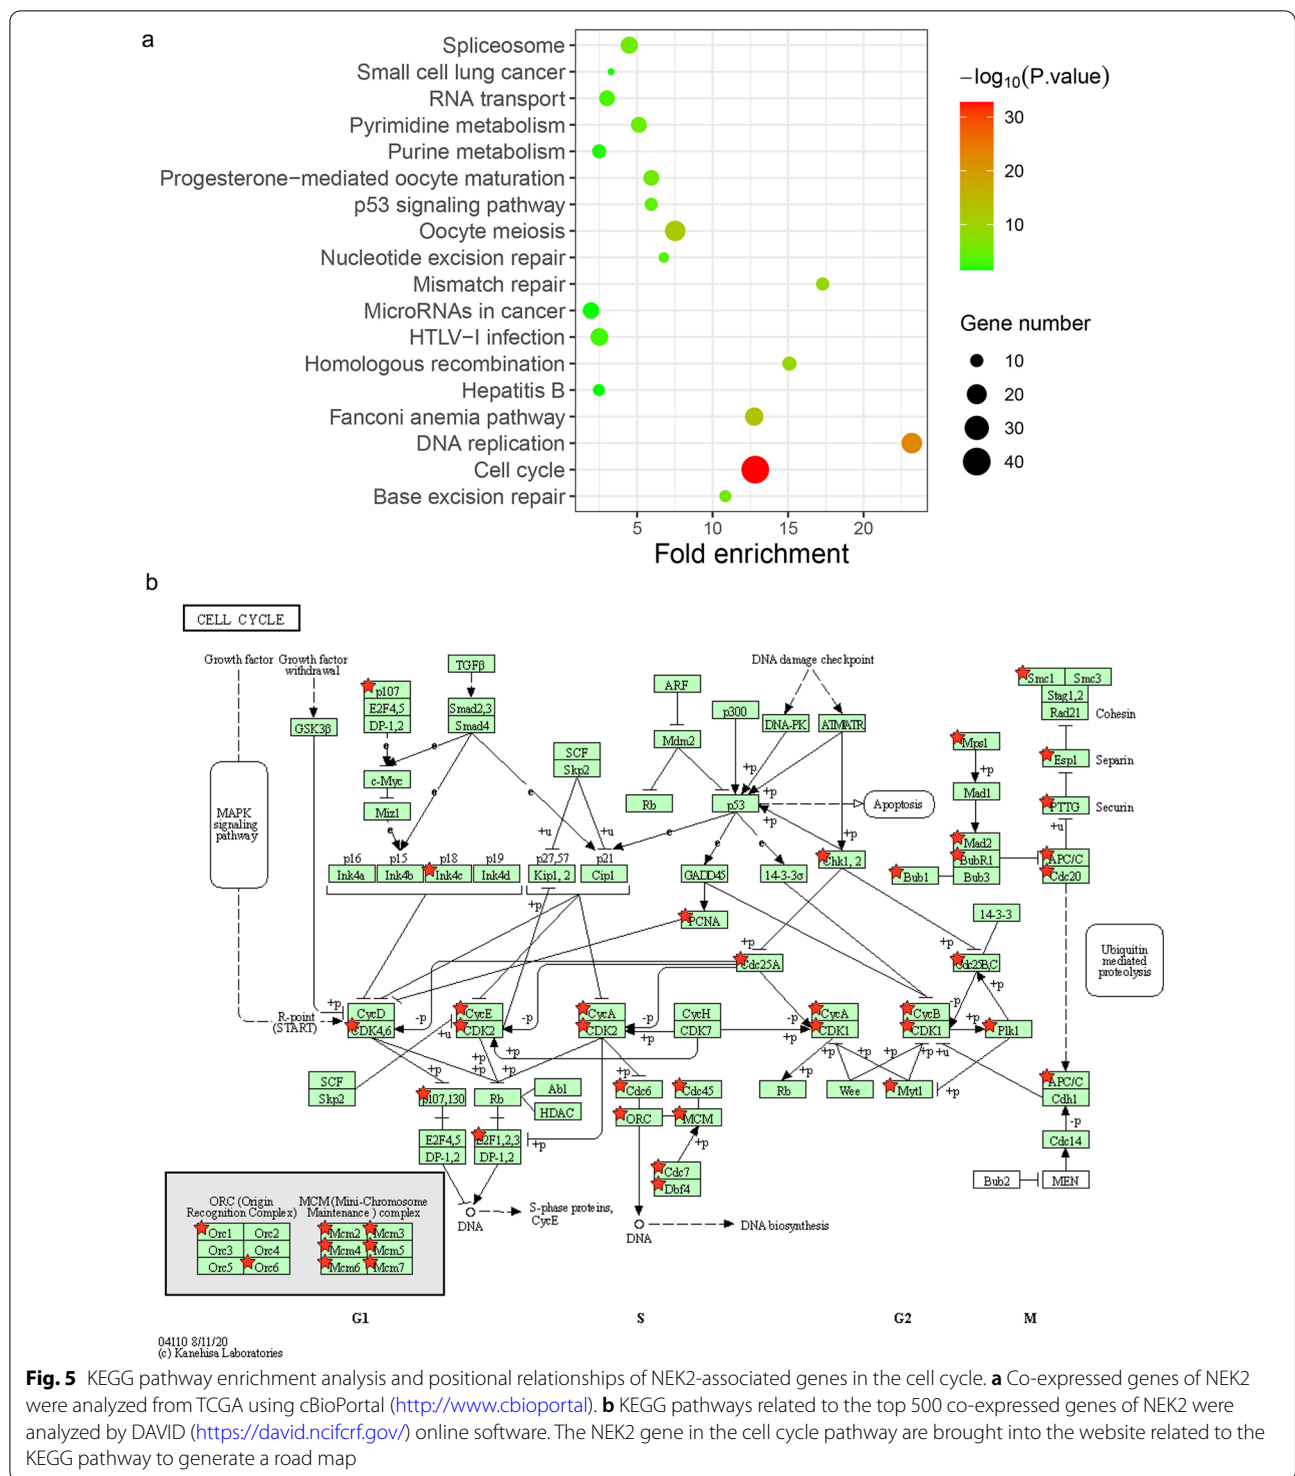 a
Spliceosome
Small cell lung cancer
RNA transport
Pyrimidine metabolism
Purine metabolism
Progesterone−mediated oocyte maturation
p53 signaling pathway
Oocyte meiosis
Nucleotide excision repair
Mismatch repair
MicroRNAs in cancer
HTLV−I infection
Homologous recombination
Hepatitis B
Fanconi anemia pathway
DNA replication
Cell cycle
Base excision repair
5 10 15 20
Fold enrichment
−log10(P.value)
30
20
10
Gene number
10
20
30
40
b
CELL CYCLE
Growth factor
Growth factor
withdrawal
GSK3β
MAPK
signaling
pathway
R-point
(START)
p107
E2F4,5
DP-1,2
e
c-Myc
Miz1
e
TGFβ
Smad2,3
Smad4
e
e
e
SCF
Skp2
+u
+u
ARF
Mdm2
Rb
p300
p53
+p
+p
+p
e
e
e
DNA damage checkpoint
DNA-PK
ATM/ATR
+p
Apoptosis
p16
Ink4a
p15
Ink4b
p18
Ink4c
p19
Ink4d
p27,57
Kip1, 2
p21
Cip1
+p
GADD45
14-3-3σ
Chk1, 2
PCNA
Cdc25A
+p
Smc1
Smc3
Stag1,2
Rad21
Cohesin
Mps1
+p
Mad1
Esp1
Separin
PTTG
Securin
+u
Mad2
BubR1
Bub3
Bub1
APC/C
Cdc20
14-3-3
+p
Cdc25B,C
Ubiquitin
mediated
proteolysis
+p
CycD
CDK4,6
-p
+u
CycE
CDK2
-p
CycA
CDK2
-p
+p
CycH
CDK7
-p
+p
CycA
CDK1
CycB
CDK1
-p
+p
Plk1
+p
SCF
Skp2
+p
+p
+p
+p
+p
+p
+p
+p
+u
p107,130
Rb
Abl
HDAC
Cdc6
Cdc45
ORC
MCM
+p
Rb
Wee
Myt1
+p
APC/C
Cdh1
-p
Cdc14
E2F4,5
DP-1,2
E2F1,2,3
DP-1,2
+p
Cdc7
Dbf4
Bub2
MEN
DNA
S-phase proteins,
CycE
DNA
DNA biosynthesis
ORC (Origin
Recognition Complex)
Orc1 Orc2
Orc3 Orc4
Orc5 Orc6
MCM (Mini-Chromosome
Maintenance ) complex
Mcm2 Mcm3
Mcm4 Mcm5
Mcm6 Mcm7
G1 S G2 M
04110 8/11/20
(c) Kanehisa Laboratories
Fig. 5 KEGG pathway enrichment analysis and positional relationships of NEK2-associated genes in the cell cycle. a Co-expressed genes of NEK2
were analyzed from TCGA using cBioPortal (http://www.cbioportal). b KEGG pathways related to the top 500 co-expressed genes of NEK2 were
analyzed by DAVID (https://david.ncifcrf.gov/) online software. The NEK2 gene in the cell cycle pathway are brought into the website related to the
KEGG pathway to generate a road map